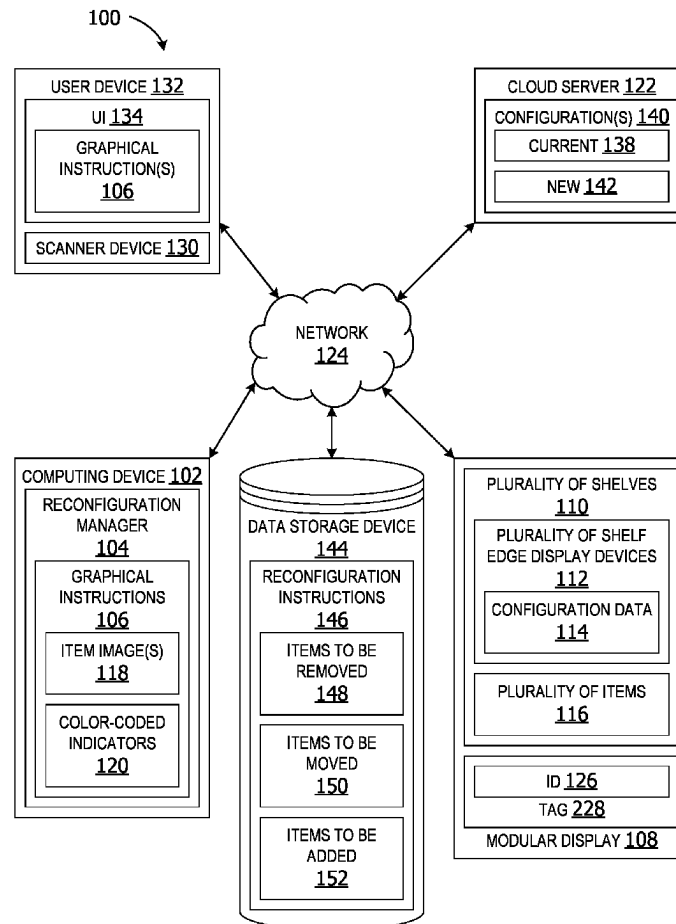 100
USER DEVICE 132
UI 134
GRAPHICAL
INSTRUCTION(S)
106
SCANNER DEVICE 130
CLOUD SERVER 122
CONFIGURATION(S) 140
CURRENT 138
NEW 142
NETWORK
124
COMPUTING DEVICE 102
RECONFIGURATION
MANAGER
104
GRAPHICAL
INSTRUCTIONS
106
ITEM IMAGE(S)
118
COLOR-CODED
INDICATORS
120
DATA STORAGE DEVICE
144
RECONFIGURATION
INSTRUCTIONS
146
ITEMS TO BE
REMOVED
148
ITEMS TO BE
MOVED
150
ITEMS TO BE
ADDED
152
PLURALITY OF SHELVES
110
PLURALITY OF SHELF
EDGE DISPLAY DEVICES
112
CONFIGURATION DATA
114
PLURALITY OF ITEMS
116
ID 126
TAG 228
MODULAR DISPLAY 108